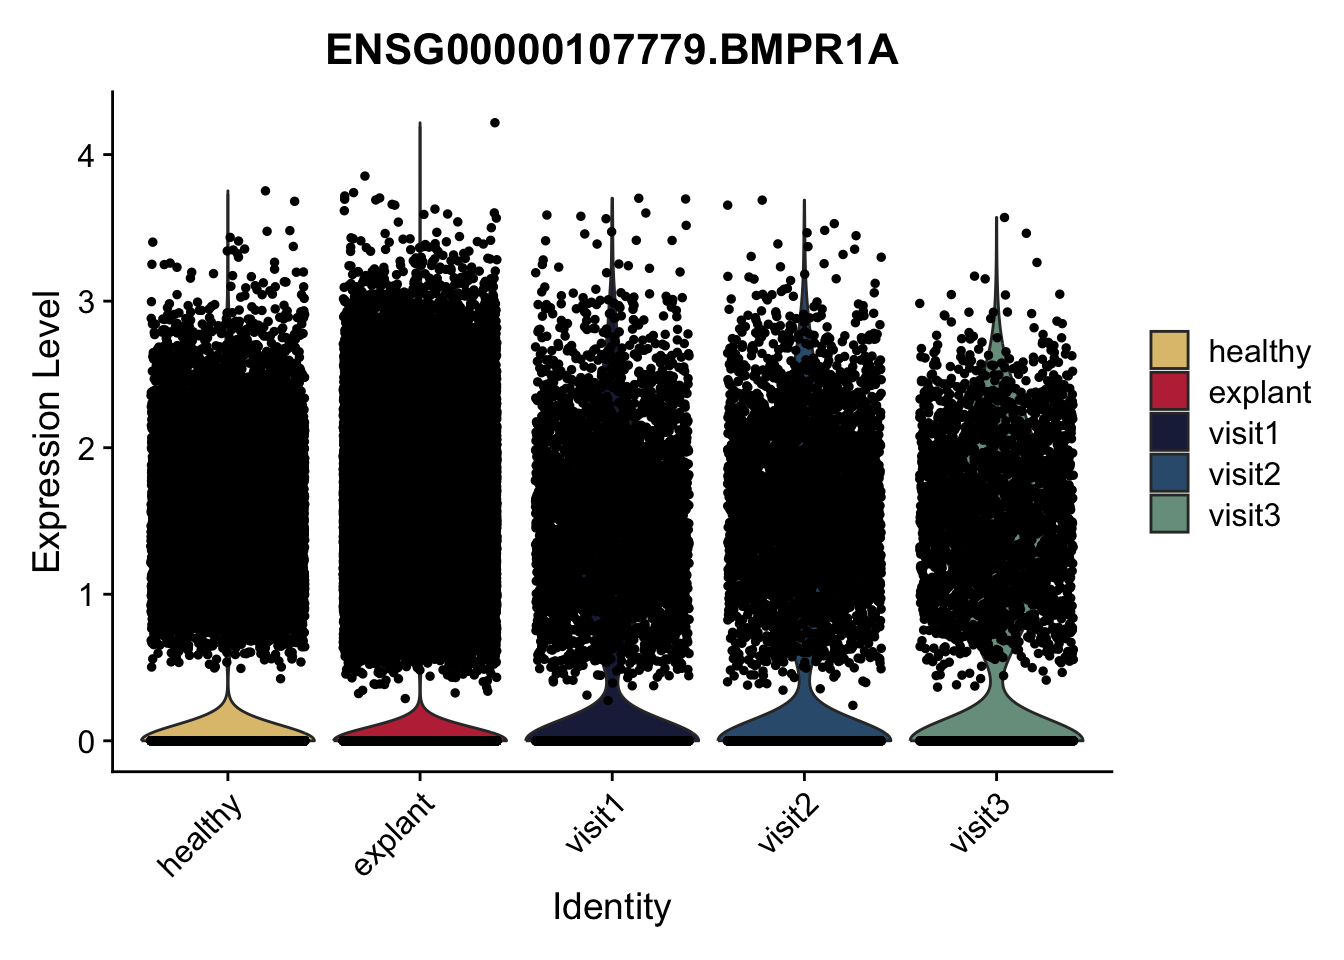 ENSG00000107779.BMPR1A
Expression Level
4
3
2
1
0
healthy
explant
visit1
visit2
visit3
Identity
healthy
explant
visit1
visit2
visit3